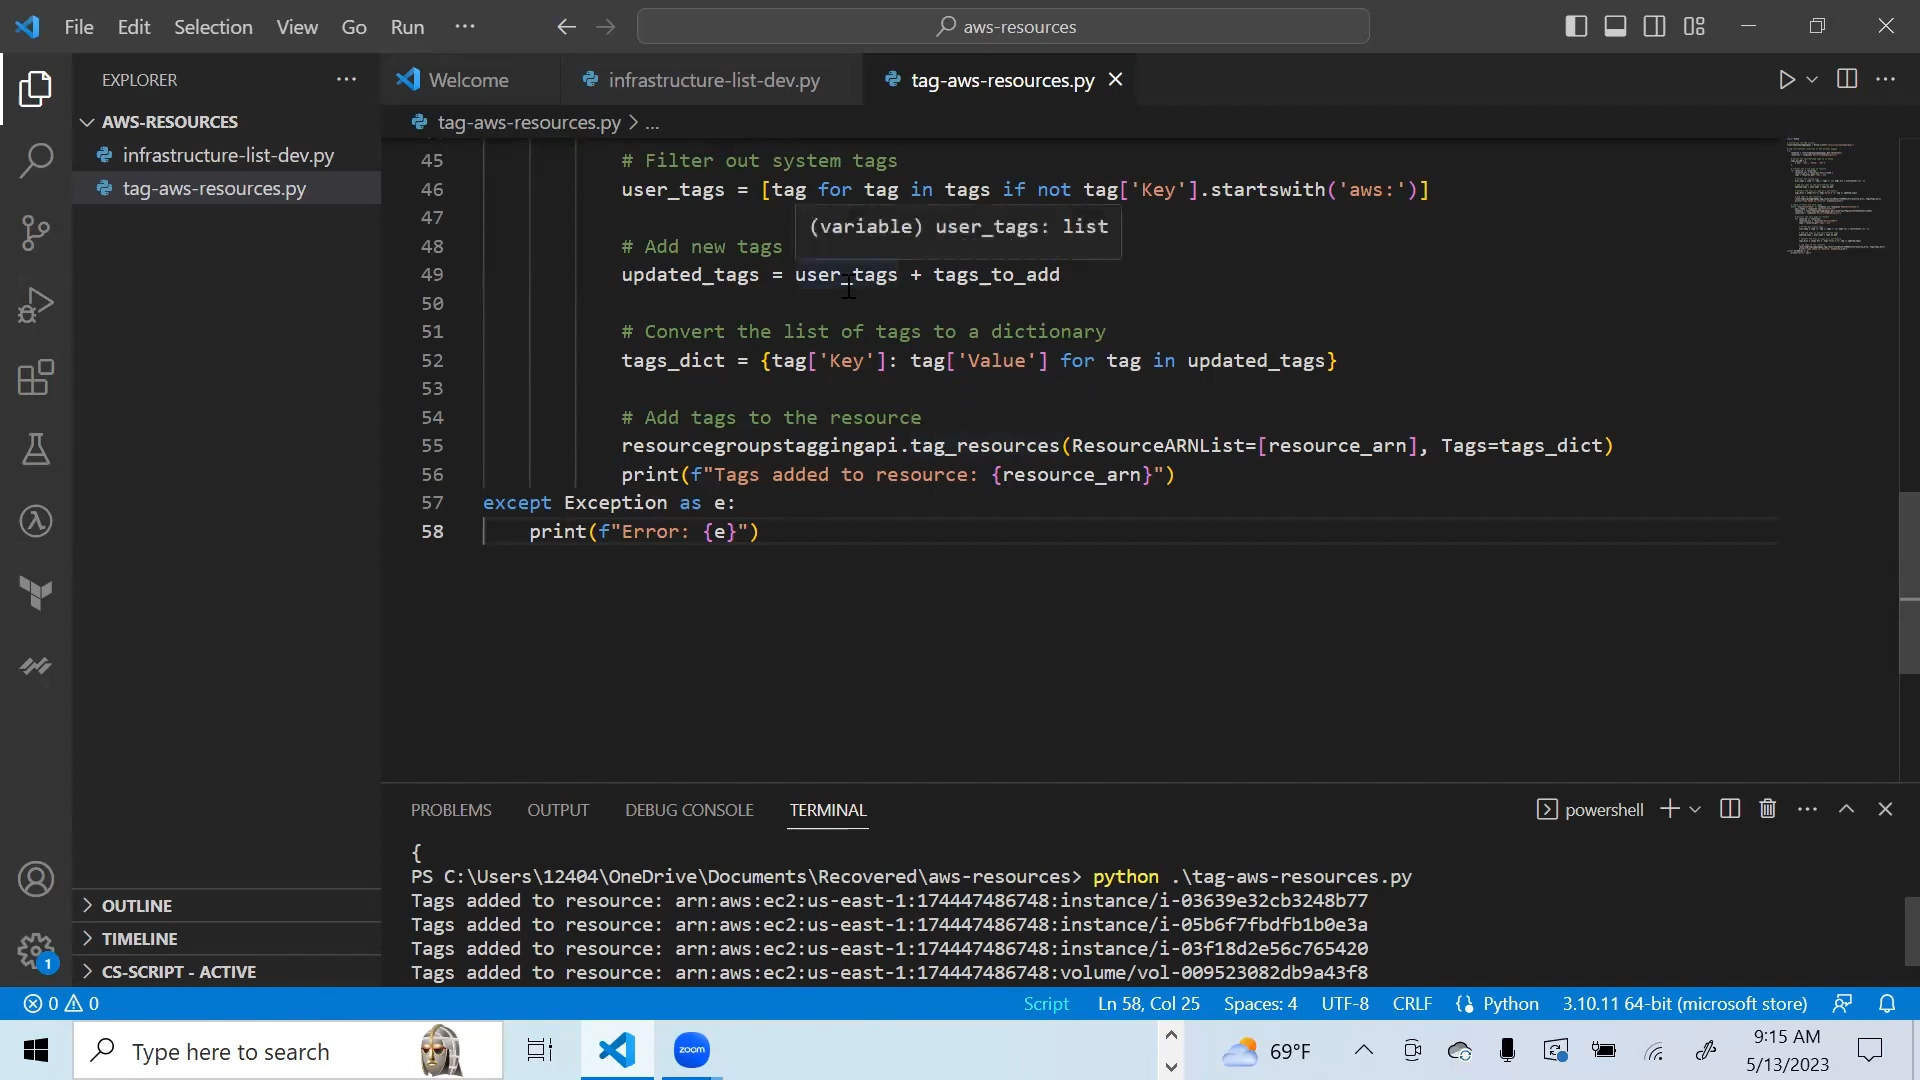 File Edit Selection View Go Run ... aws-resources
EXPLORER ... Welcome infrastructure-list-dev.py tag-aws-resources.py
AWS-RESOURCES
infrastructure-list-dev.py
tag-aws-resources.py
tag-aws-resources.py > ...
45 # Filter out system tags
46 user_tags = [tag for tag in tags if not tag['Key'].startswith('aws:')]
47 (variable) user_tags: list
48 # Add new tags
49 updated_tags = user_tags + tags_to_add
50
51 # Convert the list of tags to a dictionary
52 tags_dict = {tag['Key']: tag['Value'] for tag in updated_tags}
53
54 # Add tags to the resource
55 resourcegroupstaggingapi.tag_resources(ResourceARNList=[resource_arn], Tags=tags_dict)
56 print(f"Tags added to resource: {resource_arn}")
57 except Exception as e:
58 print(f"Error: {e}")
PROBLEMS OUTPUT DEBUG CONSOLE TERMINAL powershell
{
PS C:\Users\12404\OneDrive\Documents\Recovered\aws-resources> python .\tag-aws-resources.py
Tags added to resource: arn:aws:ec2:us-east-1:174447486748:instance/i-03639e32cb3248b77
Tags added to resource: arn:aws:ec2:us-east-1:174447486748:instance/i-05b6f7fbdfb1b0e3a
Tags added to resource: arn:aws:ec2:us-east-1:174447486748:instance/i-03f18d2e56c765420
Tags added to resource: arn:aws:ec2:us-east-1:174447486748:volume/vol-009523082db9a43f8
OUTLINE
TIMELINE
CS-SCRIPT - ACTIVE
1
0 0 Script Ln 58, Col 25 Spaces: 4 UTF-8 CRLF Python 3.10.11 64-bit (microsoft store)
Type here to search zoom 69°F 9:15 AM
5/13/2023